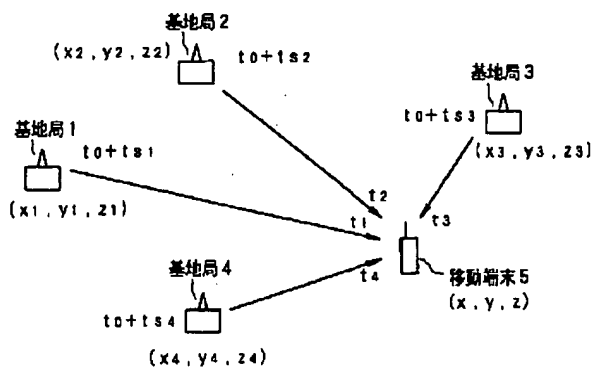 基地局2
(x2, y2, z2)
t0+ts2
基地局3
t0+ts3
(x3, y3, z3)
基地局1
t0+ts1
(x1, y1, z1)
t2
t1
t3
基地局4
t4
移動端末5
(x, y, z)
t0+ts4
(x4, y4, z4)